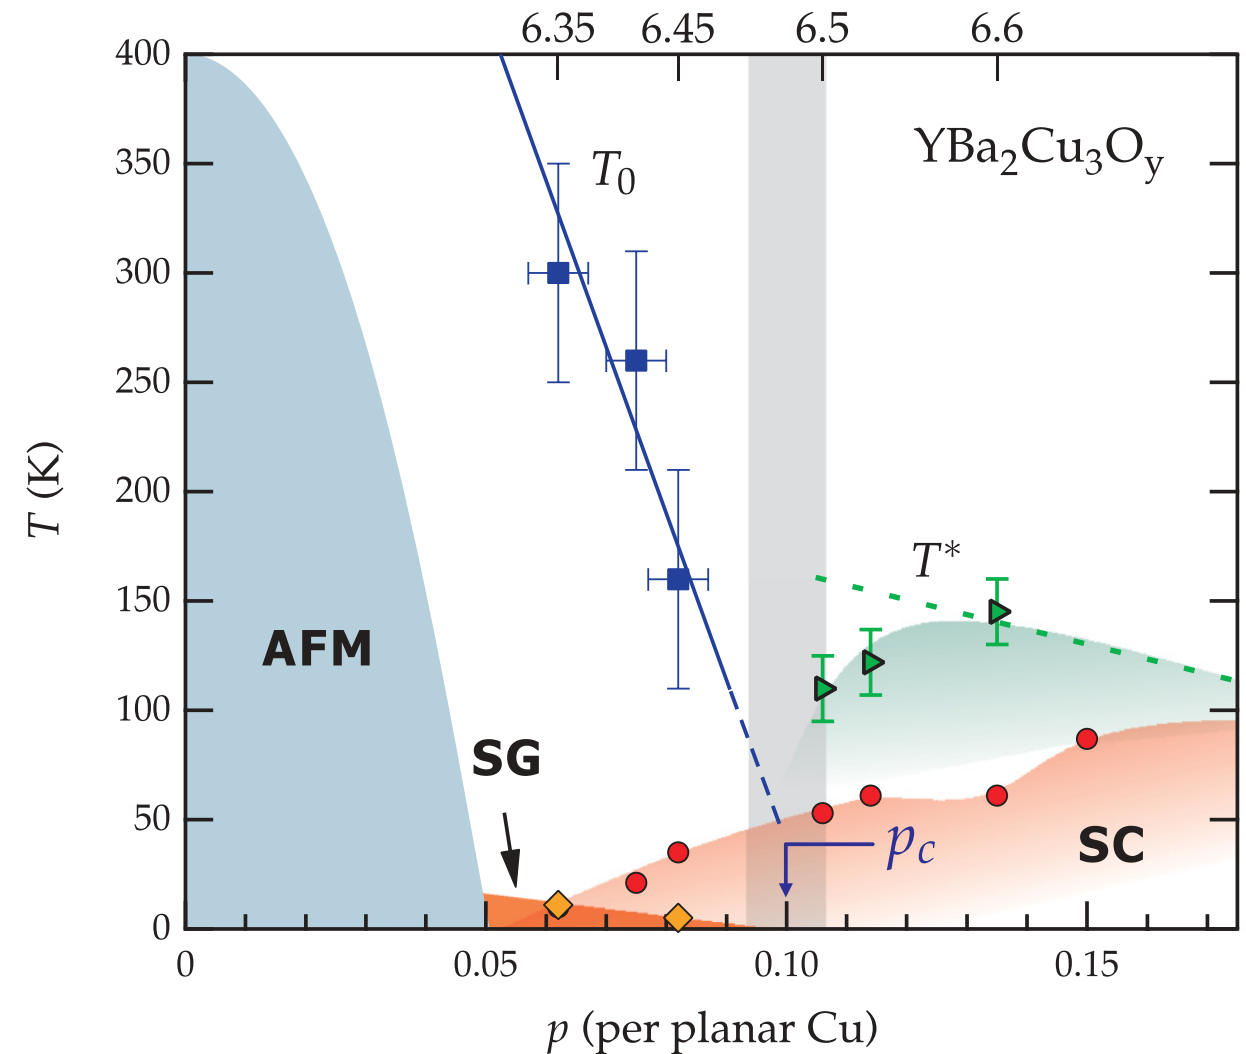 6.35 6.45 6.5 6.6
400
YBa₂Cu₃Oy
350
T₀
300
250
T (K)
200
T*
150
AFM
100
SG
50
SC
pc
0
0 0.05 0.10 0.15
p (per planar Cu)